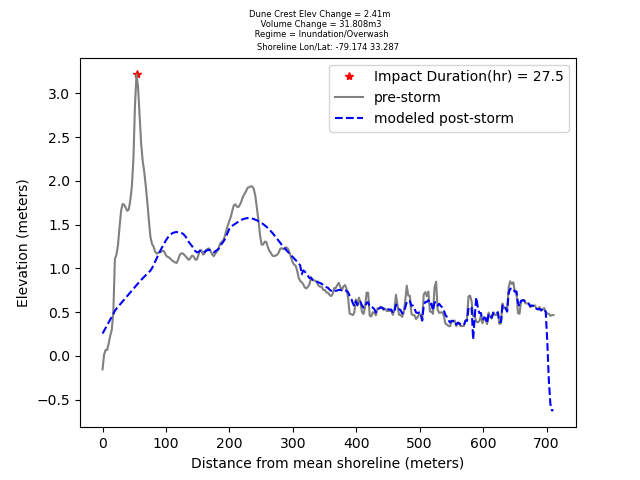 Dune Crest Elev Change = 2.41m
Volume Change = 31.808m3
Regime = Inundation/Overwash
Shoreline Lon/Lat: -79.174 33.287
Impact Duration(hr) = 27.5
pre-storm
modeled post-storm
Elevation (meters)
3.0
2.5
2.0
1.5
1.0
0.5
0.0
−0.5
0 100 200 300 400 500 600 700
Distance from mean shoreline (meters)